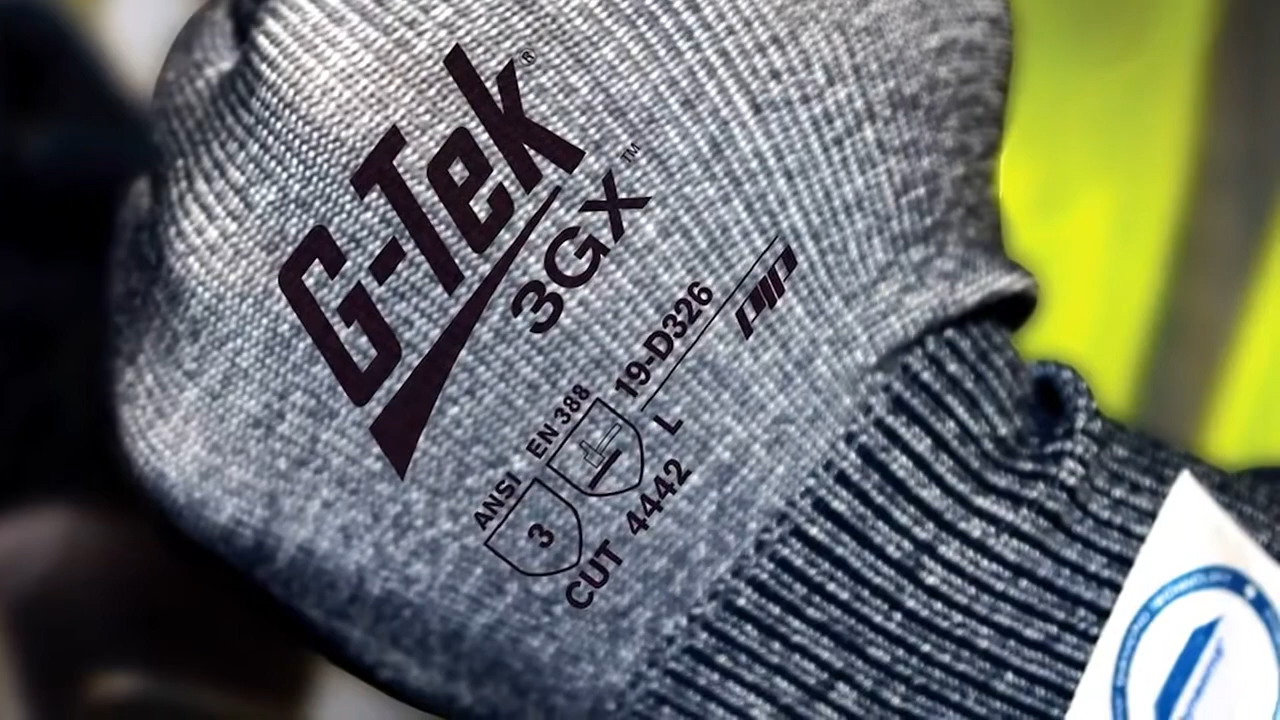 G-Tek®
3GX™
19-D326
pip
L
ANSI EN 388
3
CUT 4442